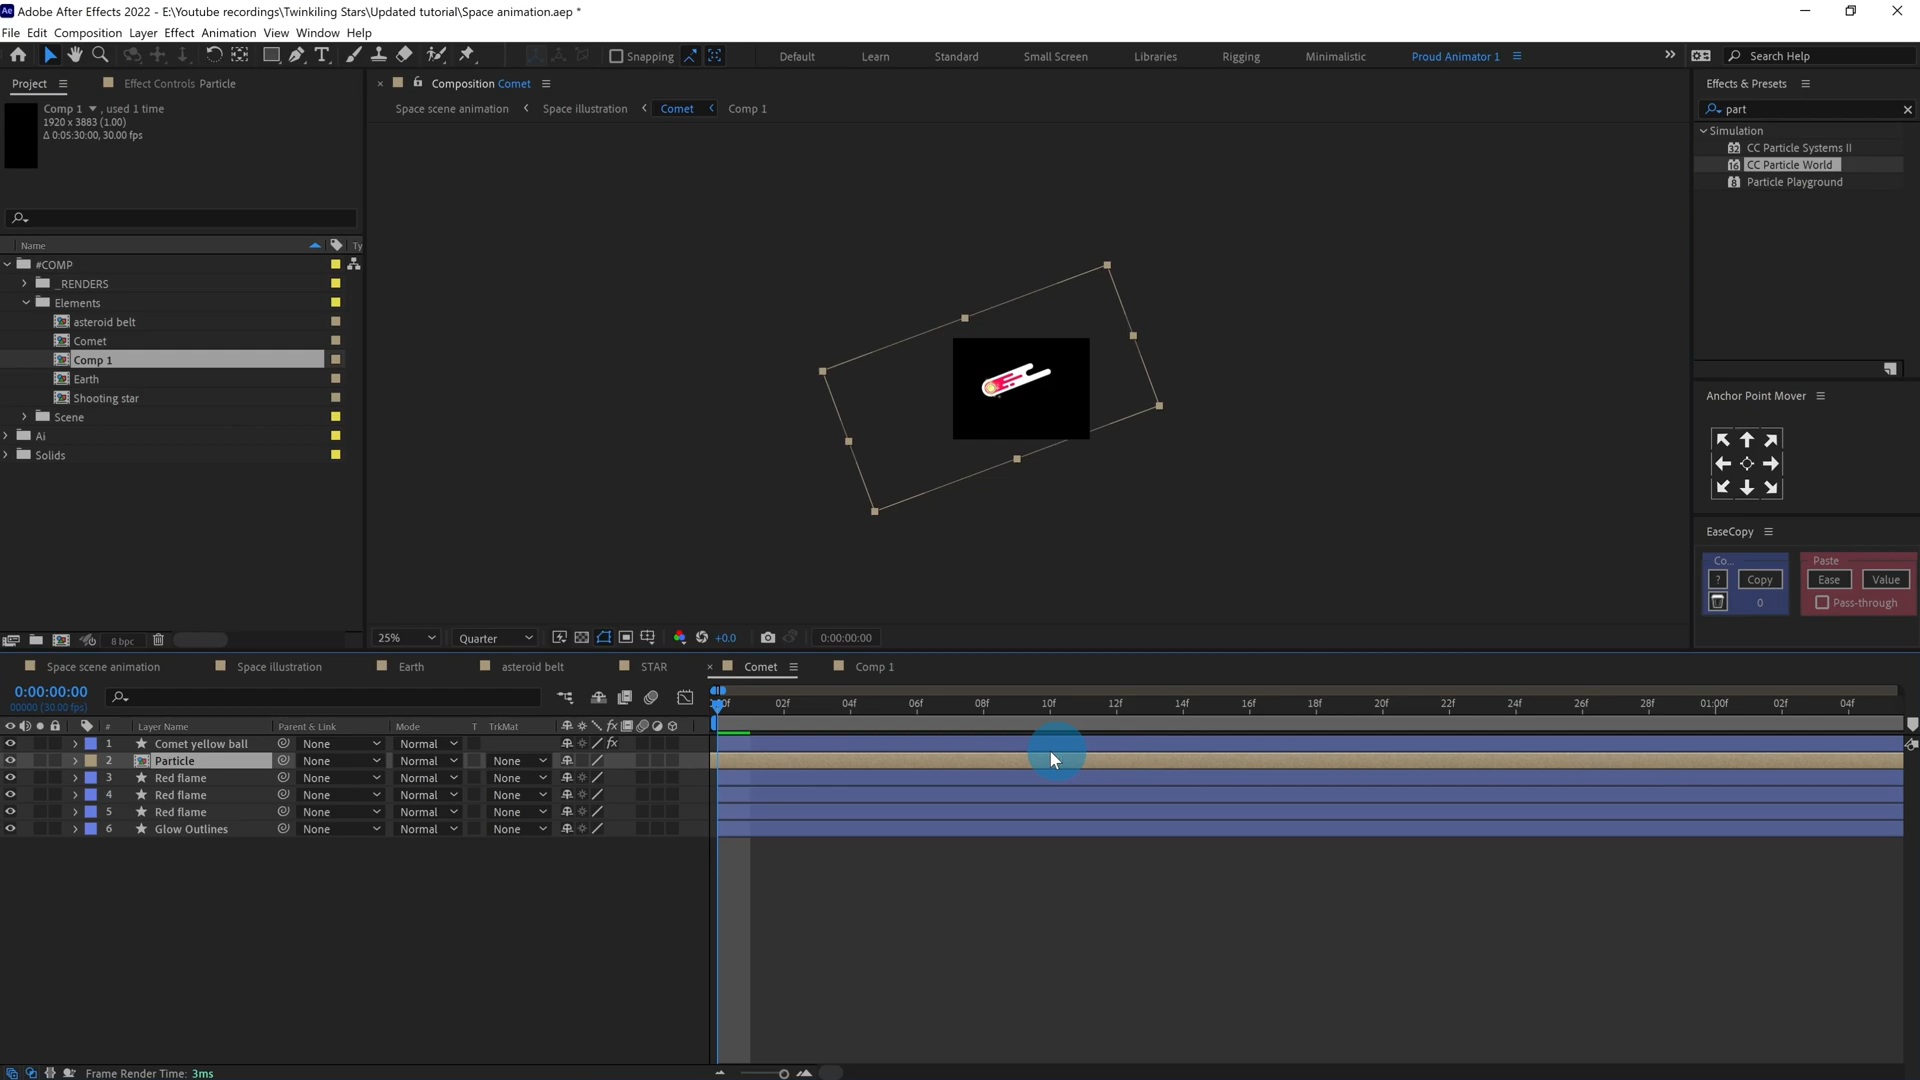 Adobe After Effects 2022 - E:\Youtube recordings\Twinkiling Stars\Updated tutorial\Space animation.aep *
File Edit Composition Layer Effect Animation View Window Help
Snapping Default Learn Standard Small Screen Libraries Rigging Minimalistic Proud Animator 1 Search Help
Project Effect Controls Particle Composition Comet Effects & Presets
Comp 1 , used 1 time
1920 x 3883 (1.00)
Δ 0:05:30:00, 30.00 fps
Space scene animation Space illustration Comet Comp 1
part
Simulation
CC Particle Systems II
CC Particle World
Particle Playground
Name Ty
#COMP
_RENDERS
Elements
asteroid belt
Comet
Comp 1
Earth
Shooting star
Scene
Ai
Solids
Anchor Point Mover
EaseCopy
Co... Paste
? Copy Ease Value
0 Pass-through
8 bpc 25% Quarter +0.0 0:00:00:00
Space scene animation Space illustration Earth asteroid belt STAR Comet Comp 1
0:00:00:00
00000 (30.00 fps)
02f 04f 06f 08f 10f 12f 14f 16f 18f 20f 22f 24f 26f 28f 01:00f 02f 04f
# Layer Name Parent & Link Mode T TrkMat
1 Comet yellow ball None Normal
2 Particle None Normal None
3 Red flame None Normal None
4 Red flame None Normal None
5 Red flame None Normal None
6 Glow Outlines None Normal None
Frame Render Time: 3ms